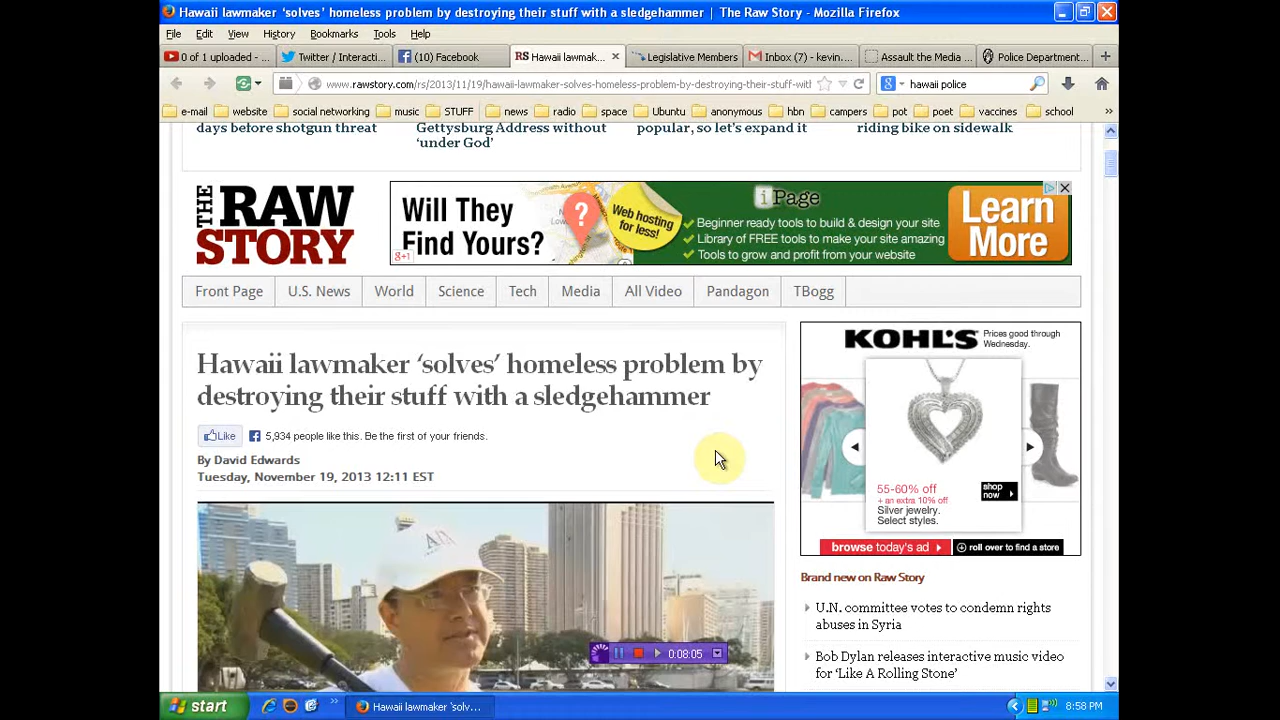 Hawaii lawmaker ‘solves’ homeless problem by destroying their stuff with a sledgehammer | The Raw Story - Mozilla Firefox
File Edit View History Bookmarks Tools Help
0 of 1 uploaded - ...
Twitter / Interacti...
(10) Facebook
RS Hawaii lawmak...
Legislative Members
Inbox (7) - kevin....
Assault the Media ...
Police Department...
www.rawstory.com/rs/2013/11/19/hawaii-lawmaker-solves-homeless-problem-by-destroying-their-stuff-witl
hawaii police
e-mail website social networking music STUFF news radio space Ubuntu anonymous hbn campers pot poet vaccines school
days before shotgun threat
Gettysburg Address without
'under God'
popular, so let's expand it
riding bike on sidewalk
THE RAW STORY
Will They
Find Yours?
Web hosting
for less!
iPage
Beginner ready tools to build & design your site
Library of FREE tools to make your site amazing
Tools to grow and profit from your website
Learn
More
Front Page U.S. News World Science Tech Media All Video Pandagon TBogg
Hawaii lawmaker ‘solves’ homeless problem by
destroying their stuff with a sledgehammer
Like
5,934 people like this. Be the first of your friends.
By David Edwards
Tuesday, November 19, 2013 12:11 EST
KOHL'S
Prices good through
Wednesday.
55-60% off
+ an extra 10% off
Silver jewelry.
Select styles.
shop
now
browse today's ad
roll over to find a store
Brand new on Raw Story
U.N. committee votes to condemn rights
abuses in Syria
Bob Dylan releases interactive music video
for ‘Like A Rolling Stone’
0:08:05
start
Hawaii lawmaker 'solv...
8:58 PM